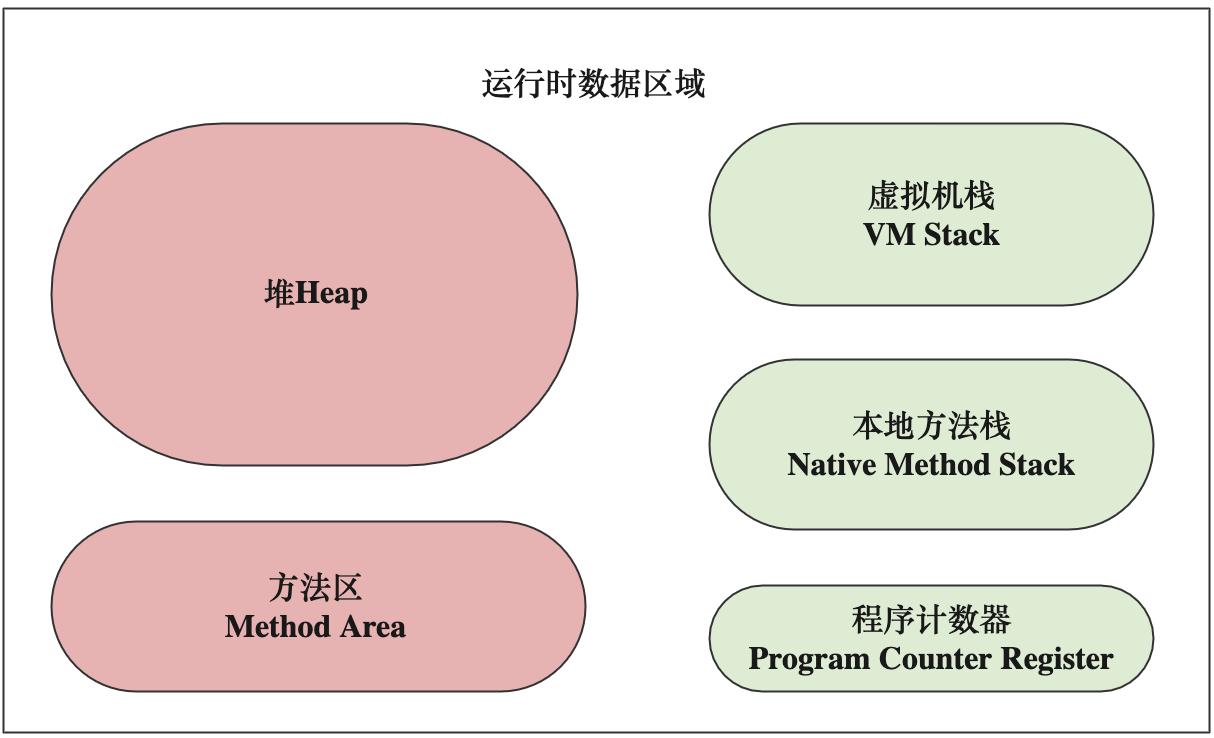 运行时数据区域
堆Heap
方法区
Method Area
虚拟机栈
VM Stack
本地方法栈
Native Method Stack
程序计数器
Program Counter Register